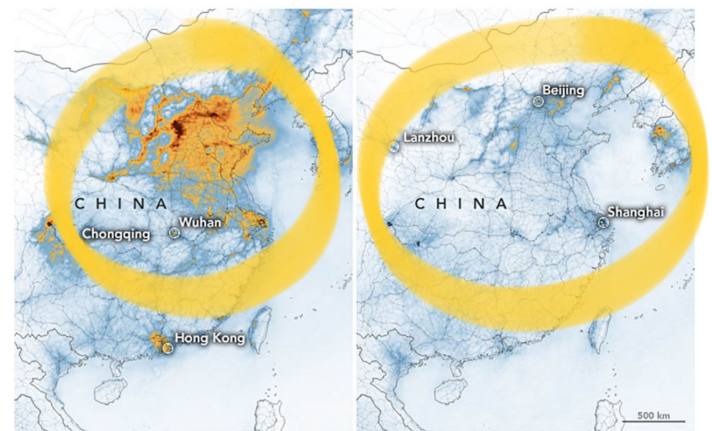 CHINA
Wuhan
Chongqing
Hong Kong
Beijing
Lanzhou
CHINA
Shanghai
500 km